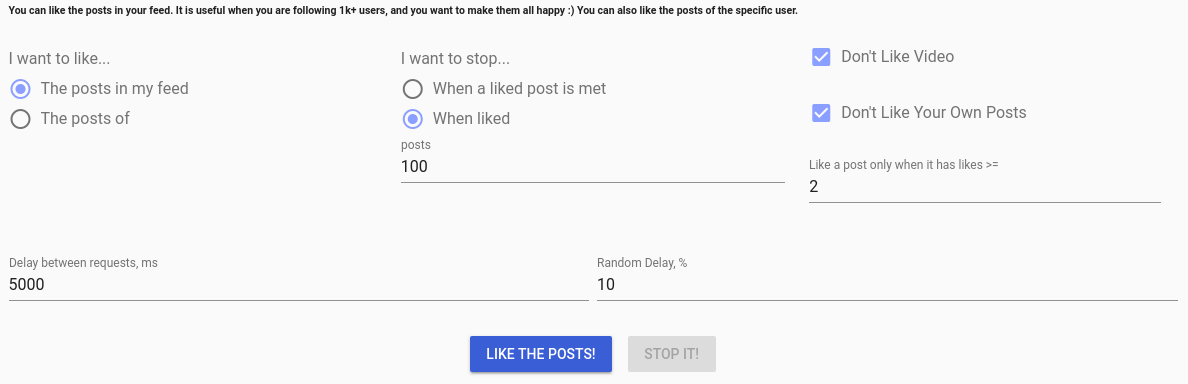 You can like the posts in your feed. It is useful when you are following 1k+ users, and you want to make them all happy :) You can also like the posts of the specific user.
I want to like...
The posts in my feed
The posts of
I want to stop...
When a liked post is met
When liked
posts
100
Don't Like Video
Don't Like Your Own Posts
Like a post only when it has likes >=
2
Delay between requests, ms
5000
Random Delay, %
10
LIKE THE POSTS!
STOP IT!